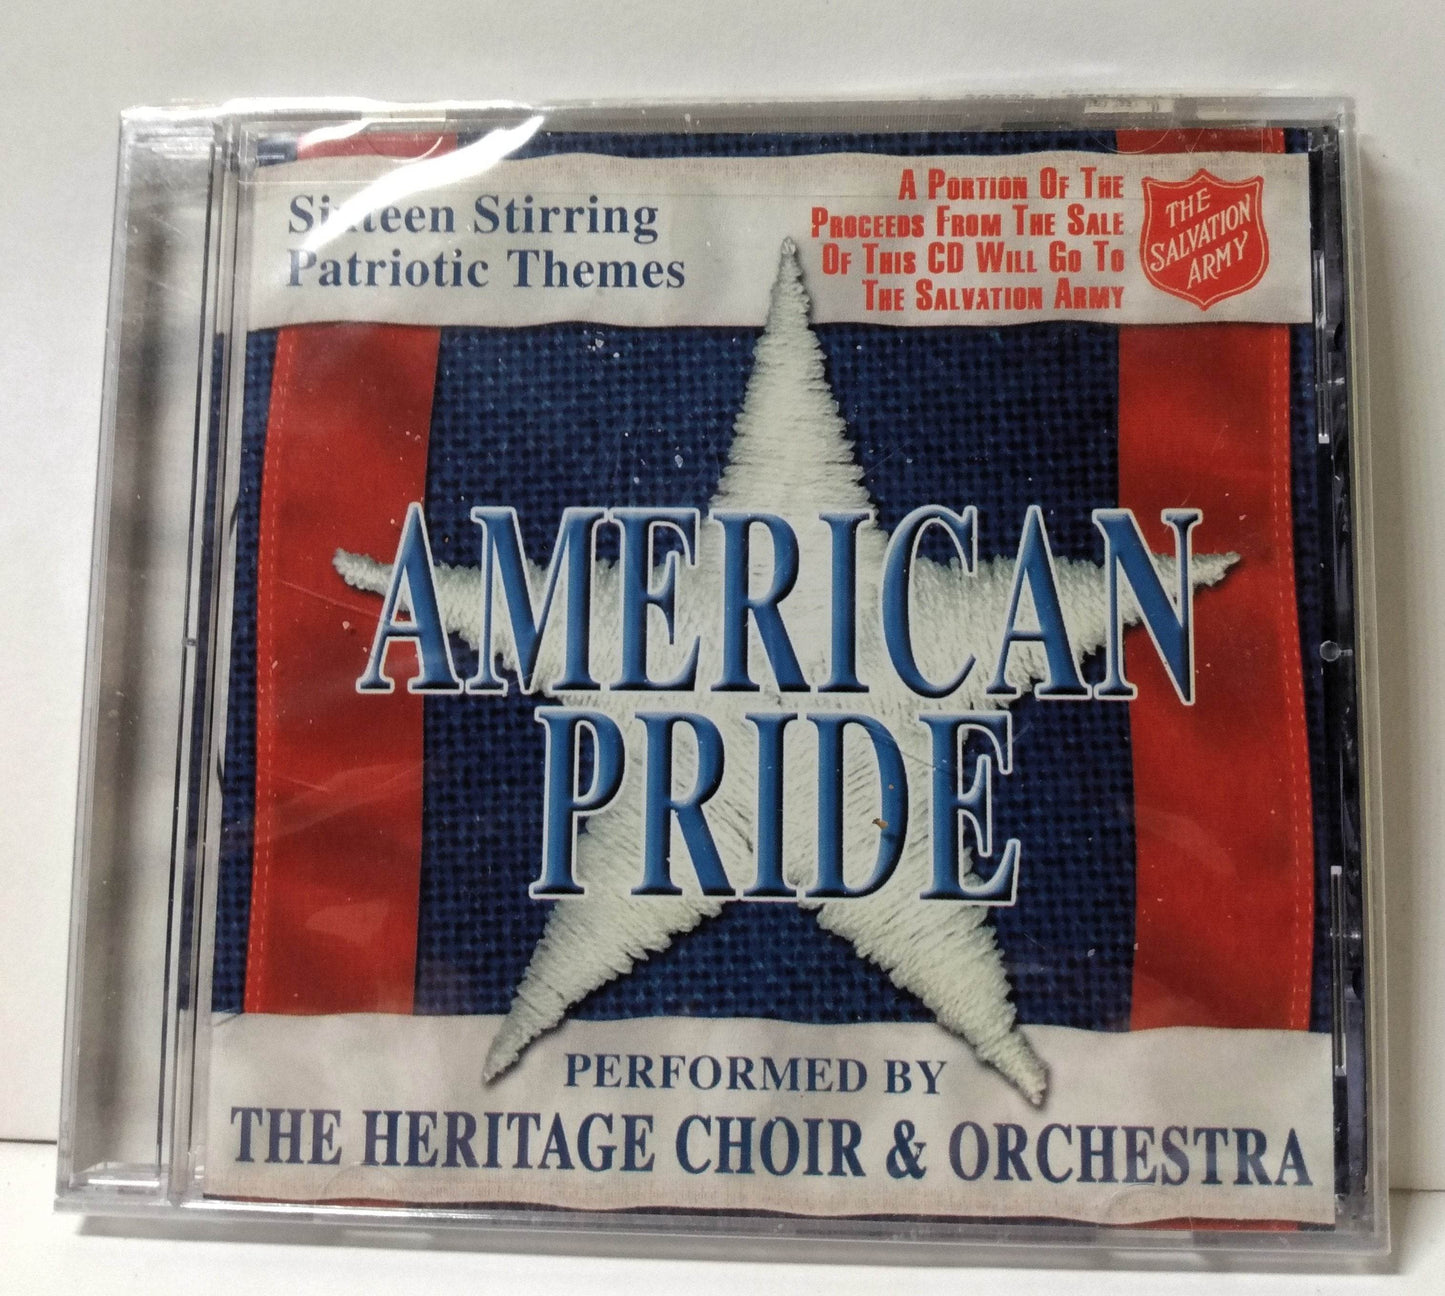 Sixteen Stirring
Patriotic Themes
A PORTION OF THE
PROCEEDS FROM THE SALE
OF THIS CD WILL GO TO
THE SALVATION ARMY
THE
SALVATION
ARMY
AMERICAN
PRIDE
PERFORMED BY
THE HERITAGE CHOIR & ORCHESTRA